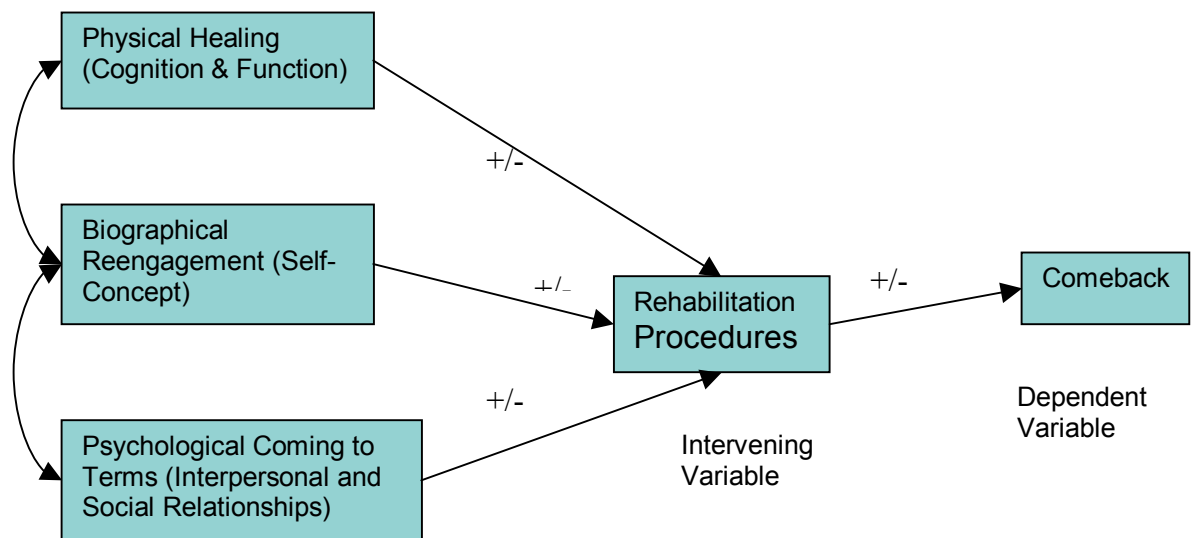 Physical Healing
(Cognition & Function)
+/-
Biographical
Reengagement (Self-
Concept)
+/-
Rehabilitation
Procedures
+/-
Comeback
+/-
Psychological Coming to
Terms (Interpersonal and
Social Relationships)
Intervening
Variable
Dependent
Variable